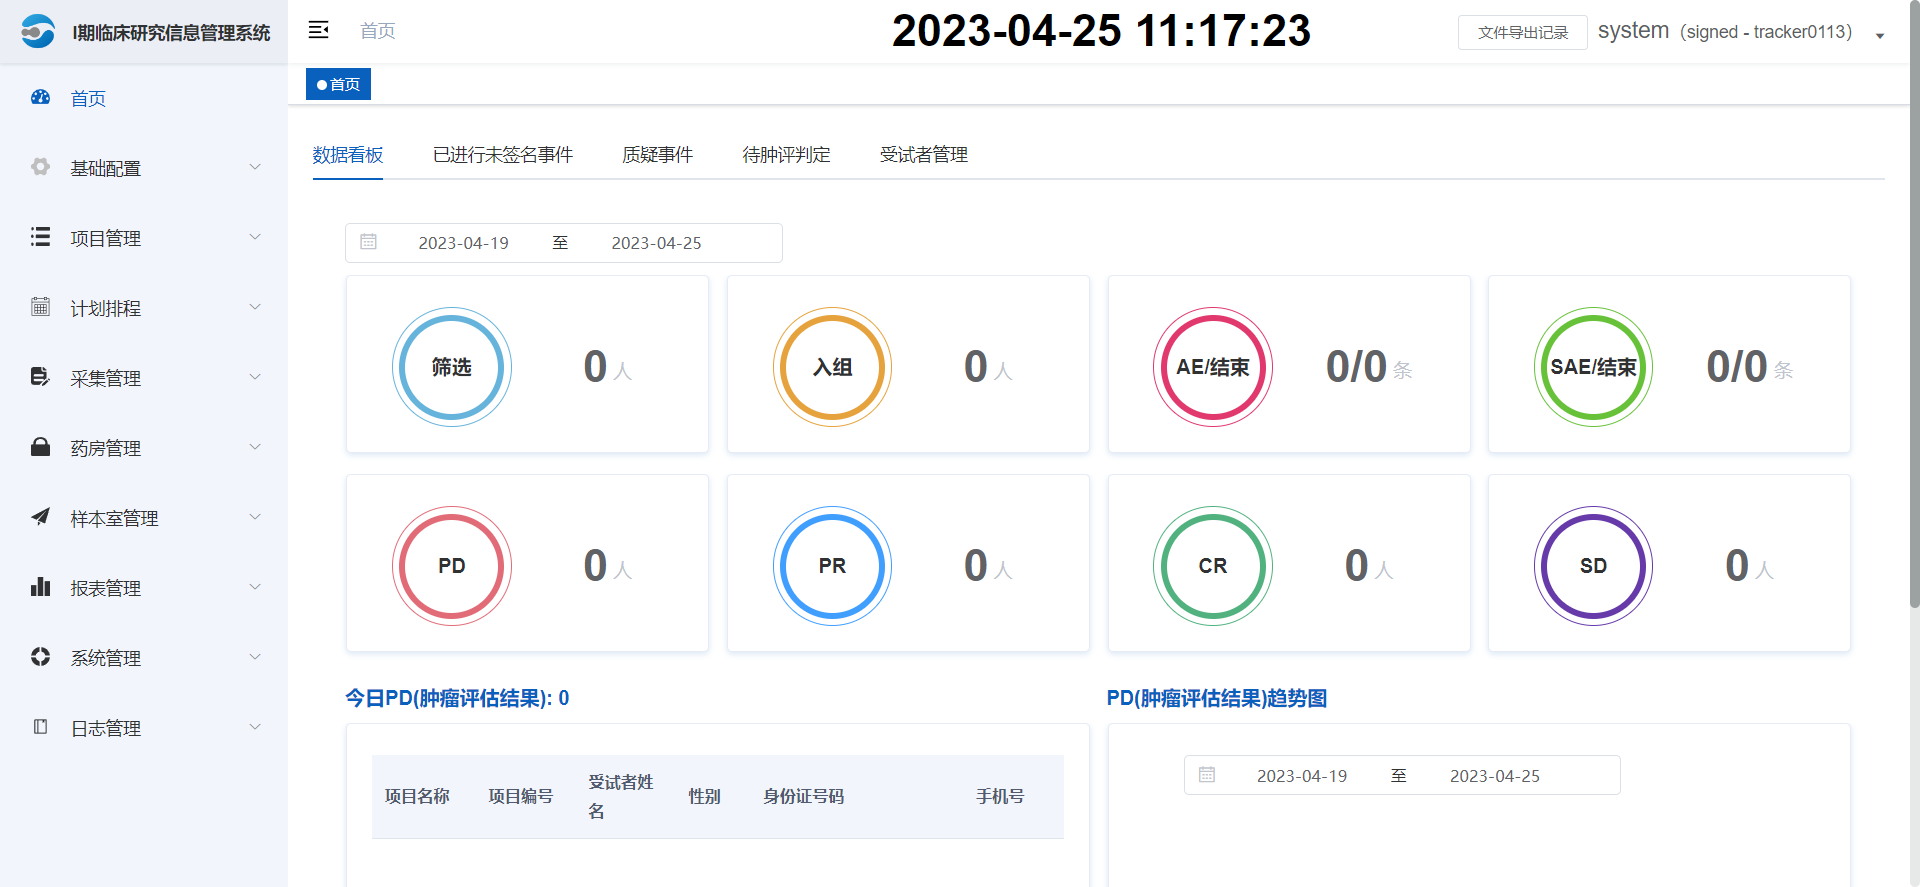 I期临床研究信息管理系统
首页
2023-04-25 11:17:23
文件导出记录
system（signed - tracker0113）
首页
首页
基础配置
项目管理
计划排程
采集管理
药房管理
样本室管理
报表管理
系统管理
日志管理
数据看板
已进行未签名事件
质疑事件
待肿评判定
受试者管理
2023-04-19 至 2023-04-25
筛选
0 人
入组
0 人
AE/结束
0/0 条
SAE/结束
0/0 条
PD
0 人
PR
0 人
CR
0 人
SD
0 人
今日PD(肿瘤评估结果): 0
项目名称
项目编号
受试者姓
名
性别
身份证号码
手机号
PD(肿瘤评估结果)趋势图
2023-04-19 至 2023-04-25